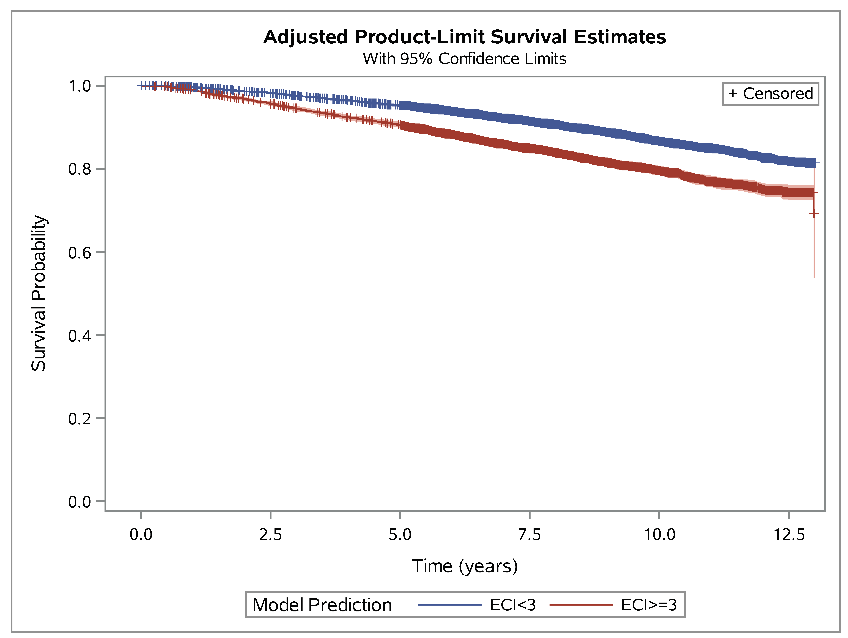 Adjusted Product-Limit Survival Estimates
With 95% Confidence Limits
+ Censored
1.0
0.8
0.6
0.4
0.2
0.0
Survival Probability
0.0 2.5 5.0 7.5 10.0 12.5
Time (years)
Model Prediction ECI<3 ECI>=3